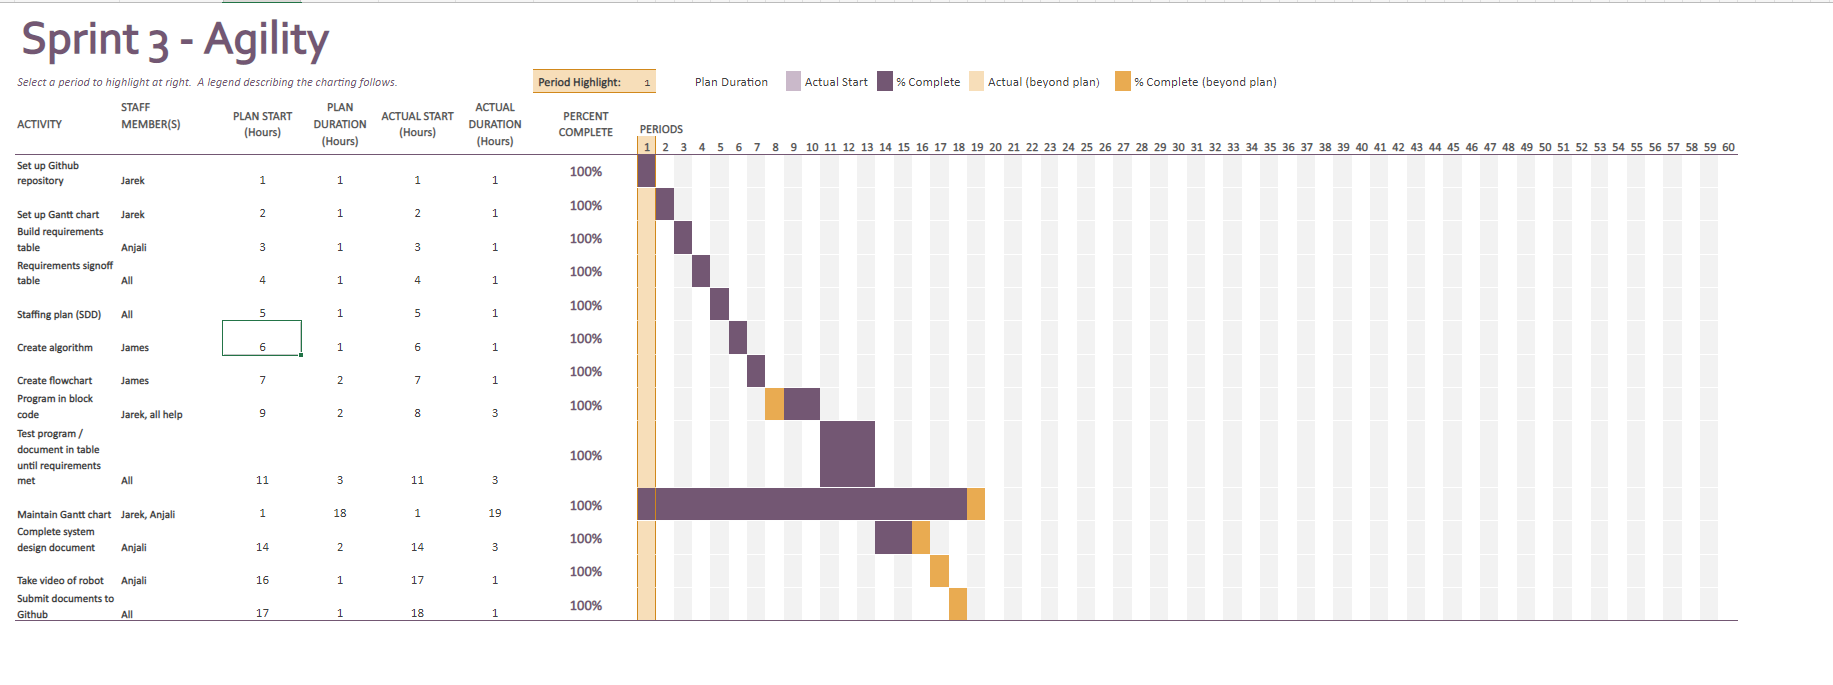 Sprint 3 - Agility
Select a period to highlight at right.  A legend describing the charting follows.
Period Highlight: 1
Plan Duration
Actual Start
% Complete
Actual (beyond plan)
% Complete (beyond plan)
ACTIVITY
STAFF
MEMBER(S)
PLAN START
(Hours)
PLAN
DURATION
(Hours)
ACTUAL START
(Hours)
ACTUAL
DURATION
(Hours)
PERCENT
COMPLETE
PERIODS
1 2 3 4 5 6 7 8 9 10 11 12 13 14 15 16 17 18 19 20 21 22 23 24 25 26 27 28 29 30 31 32 33 34 35 36 37 38 39 40 41 42 43 44 45 46 47 48 49 50 51 52 53 54 55 56 57 58 59 60
Set up Github
repository Jarek 1 1 1 1 100%
Set up Gantt chart Jarek 2 1 2 1 100%
Build requirements
table Anjali 3 1 3 1 100%
Requirements signoff
table All 4 1 4 1 100%
Staffing plan (SDD) All 5 1 5 1 100%
Create algorithm James 6 1 6 1 100%
Create flowchart James 7 2 7 1 100%
Program in block
code Jarek, all help 9 2 8 3 100%
Test program /
document in table
until requirements
met All 11 3 11 3 100%
Maintain Gantt chart Jarek, Anjali 1 18 1 19 100%
Complete system
design document Anjali 14 2 14 3 100%
Take video of robot Anjali 16 1 17 1 100%
Submit documents to
Github All 17 1 18 1 100%